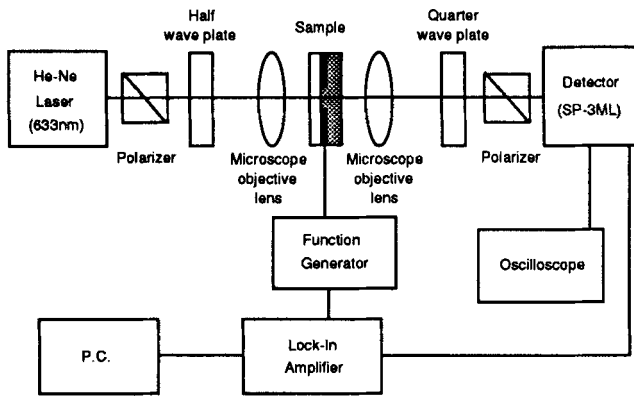 Half
wave plate
Sample
Quarter
wave plate
He-Ne
Laser
(633nm)
Detector
(SP-3ML)
Polarizer
Microscope
objective
lens
Microscope
objective
lens
Polarizer
Function
Generator
Oscilloscope
P.C.
Lock-In
Amplifier